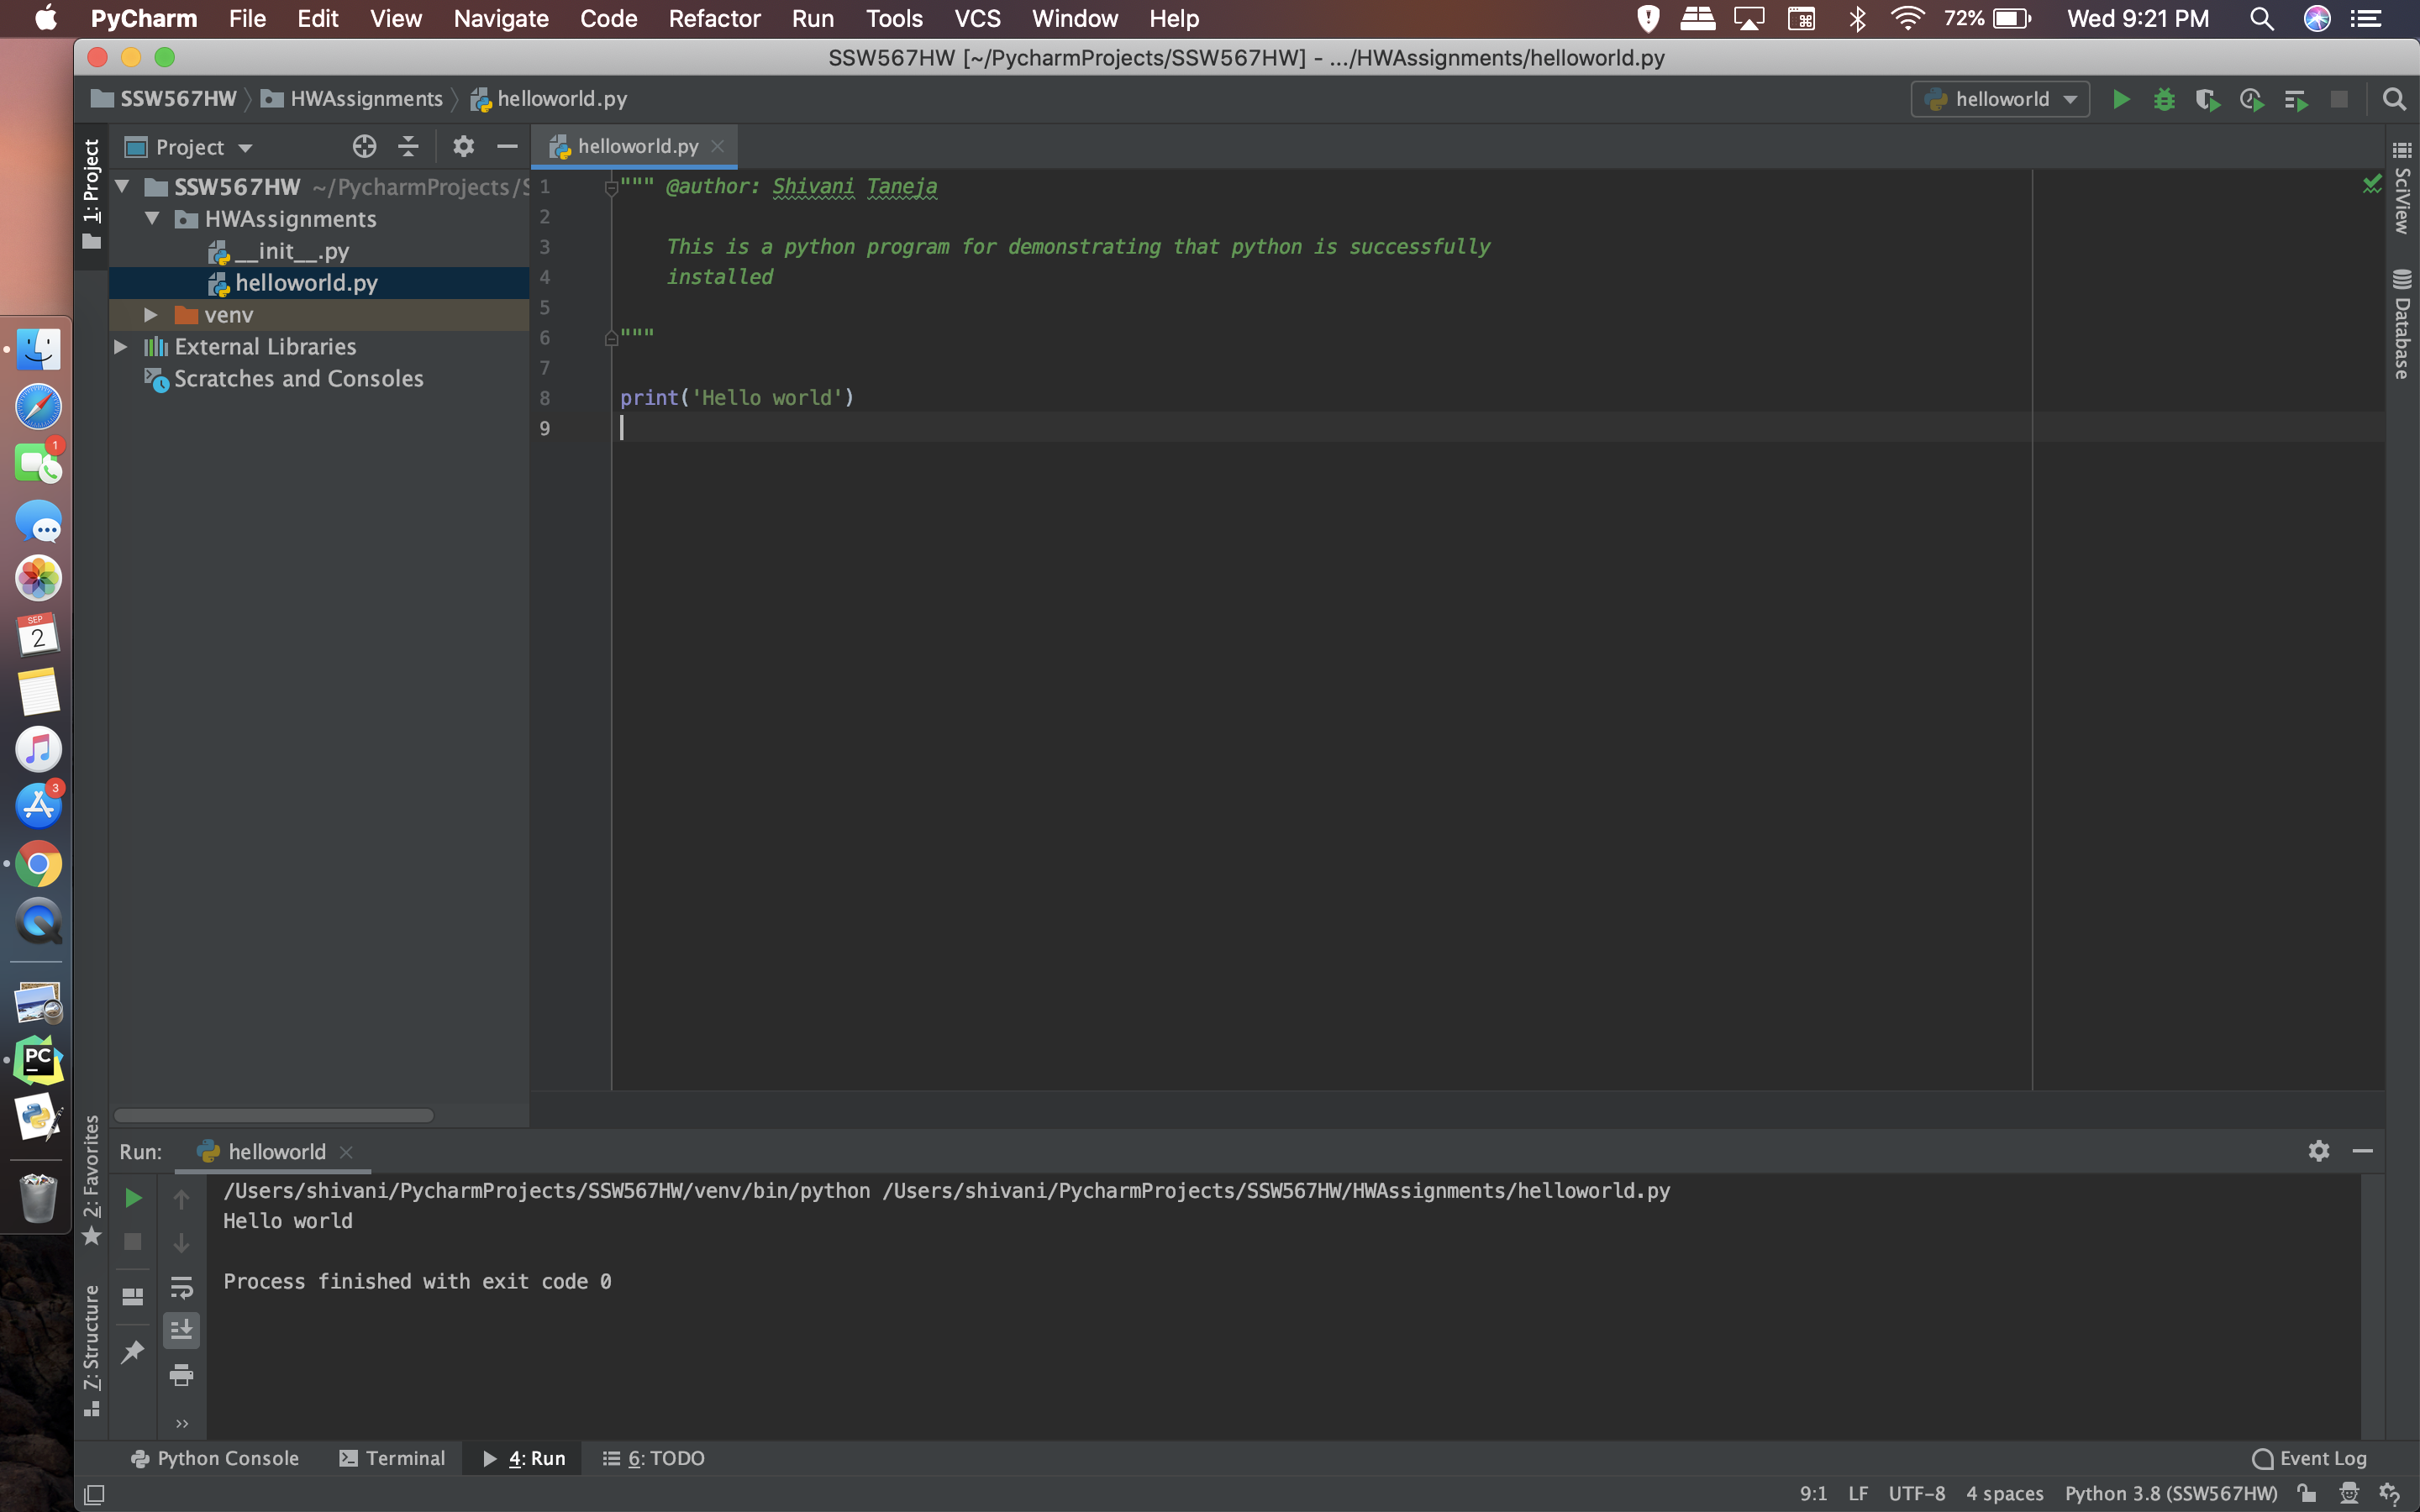 PyCharm File Edit View Navigate Code Refactor Run Tools VCS Window Help 72% Wed 9:21 PM
SSW567HW [~/PycharmProjects/SSW567HW] - .../HWAssignments/helloworld.py
SSW567HW HWAssignments helloworld.py helloworld
Project helloworld.py
1: Project
SSW567HW ~/PycharmProjects/S
HWAssignments
__init__.py
helloworld.py
venv
External Libraries
Scratches and Consoles
1 """ @author: Shivani Taneja
2
3 This is a python program for demonstrating that python is successfully
4 installed
5
6 """
7
8 print('Hello world')
9
SciView
Database
1
SEP
2
3
PC
2: Favorites
7: Structure
Run: helloworld
/Users/shivani/PycharmProjects/SSW567HW/venv/bin/python /Users/shivani/PycharmProjects/SSW567HW/HWAssignments/helloworld.py
Hello world
Process finished with exit code 0
Python Console Terminal 4: Run 6: TODO Event Log
9:1 LF UTF-8 4 spaces Python 3.8 (SSW567HW)